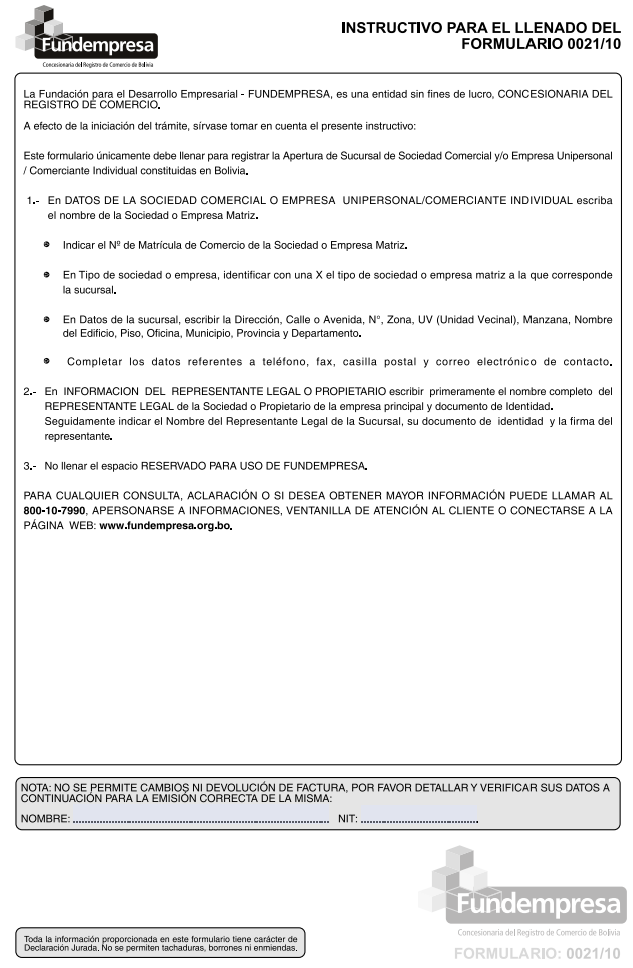 Fundempresa
Concesionaria del Registro de Comercio de Bolivia
INSTRUCTIVO PARA EL LLENADO DEL
FORMULARIO 0021/10
La Fundación para el Desarrollo Empresarial - FUNDEMPRESA, es una entidad sin fines de lucro, CONCESIONARIA DEL
REGISTRO DE COMERCIO.
A efecto de la iniciación del trámite, sírvase tomar en cuenta el presente instructivo:
Este formulario únicamente debe llenar para registrar la Apertura de Sucursal de Sociedad Comercial y/o Empresa Unipersonal
/ Comerciante Individual constituidas en Bolivia.
1.- En DATOS DE LA SOCIEDAD COMERCIAL O EMPRESA UNIPERSONAL/COMERCIANTE INDIVIDUAL escriba
el nombre de la Sociedad o Empresa Matriz.
• Indicar el Nº de Matrícula de Comercio de la Sociedad o Empresa Matriz.
• En Tipo de sociedad o empresa, identificar con una X el tipo de sociedad o empresa matriz a la que corresponde
la sucursal.
• En Datos de la sucursal, escribir la Dirección, Calle o Avenida, N°, Zona, UV (Unidad Vecinal), Manzana, Nombre
del Edificio, Piso, Oficina, Municipio, Provincia y Departamento.
• Completar los datos referentes a teléfono, fax, casilla postal y correo electrónico de contacto.
2.- En INFORMACION DEL REPRESENTANTE LEGAL O PROPIETARIO escribir primeramente el nombre completo del
REPRESENTANTE LEGAL de la Sociedad o Propietario de la empresa principal y documento de Identidad.
Seguidamente indicar el Nombre del Representante Legal de la Sucursal, su documento de identidad y la firma del
representante.
3.- No llenar el espacio RESERVADO PARA USO DE FUNDEMPRESA.
PARA CUALQUIER CONSULTA, ACLARACIÓN O SI DESEA OBTENER MAYOR INFORMACIÓN PUEDE LLAMAR AL
800-10-7990, APERSONARSE A INFORMACIONES, VENTANILLA DE ATENCIÓN AL CLIENTE O CONECTARSE A LA
PÁGINA WEB: www.fundempresa.org.bo.
NOTA: NO SE PERMITE CAMBIOS NI DEVOLUCIÓN DE FACTURA, POR FAVOR DETALLAR Y VERIFICAR SUS DATOS A
CONTINUACIÓN PARA LA EMISIÓN CORRECTA DE LA MISMA:
NOMBRE: ........................................ NIT: ....................
Fundempresa
Concesionaria del Registro de Comercio de Bolivia
Toda la información proporcionada en este formulario tiene carácter de
Declaración Jurada. No se permiten tachaduras, borrones ni enmiendas.
FORMULARIO: 0021/10